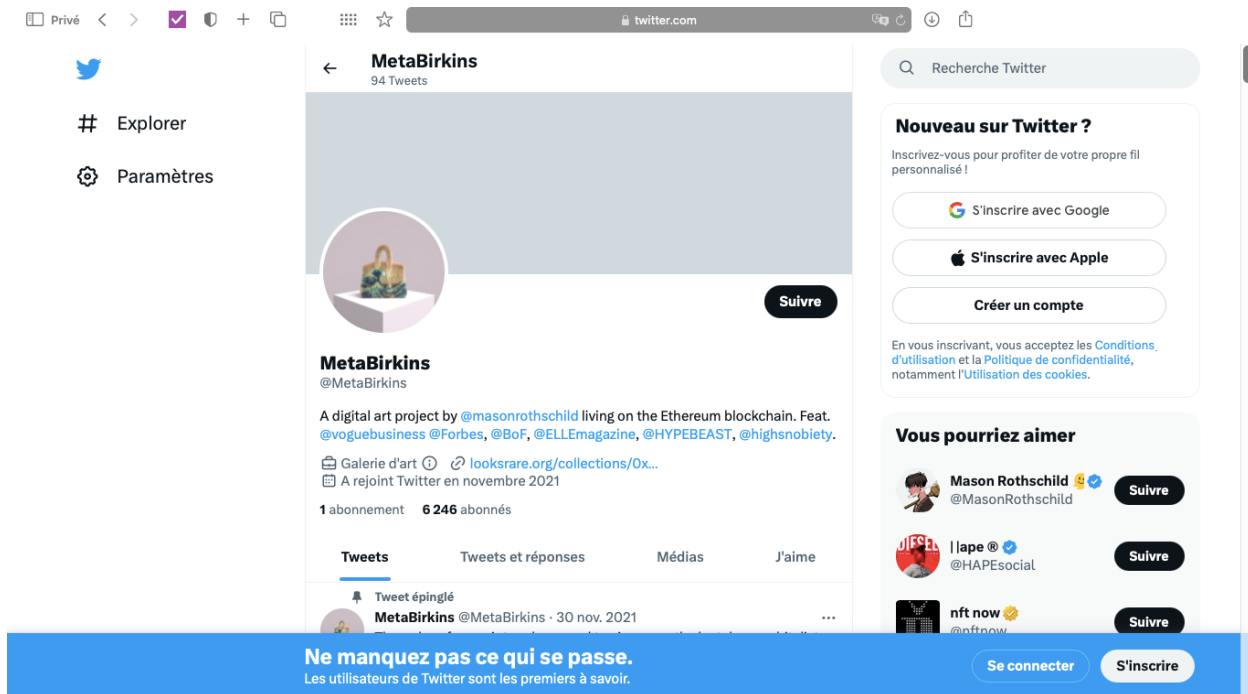 Privé
twitter.com
MetaBirkins
94 Tweets
Explorer
Paramètres
Suivre
MetaBirkins
@MetaBirkins
A digital art project by @masonrothschild living on the Ethereum blockchain. Feat.
@voguebusiness @Forbes, @BoF, @ELLEmagazine, @HYPEBEAST, @highsnobiety.
Galerie d'art looksrare.org/collections/0x...
A rejoint Twitter en novembre 2021
1 abonnement 6 246 abonnés
Tweets Tweets et réponses Médias J'aime
Tweet épinglé
MetaBirkins @MetaBirkins · 30 nov. 2021
Recherche Twitter
Nouveau sur Twitter ?
Inscrivez-vous pour profiter de votre propre fil
personnalisé !
S'inscrire avec Google
S'inscrire avec Apple
Créer un compte
En vous inscrivant, vous acceptez les Conditions
d'utilisation et la Politique de confidentialité,
notamment l'Utilisation des cookies.
Vous pourriez aimer
Mason Rothschild
@MasonRothschild
Suivre
DIESEL
||ape ®
@HAPEsocial
Suivre
nft now
@nftnow
Suivre
Ne manquez pas ce qui se passe.
Les utilisateurs de Twitter sont les premiers à savoir.
Se connecter
S'inscrire